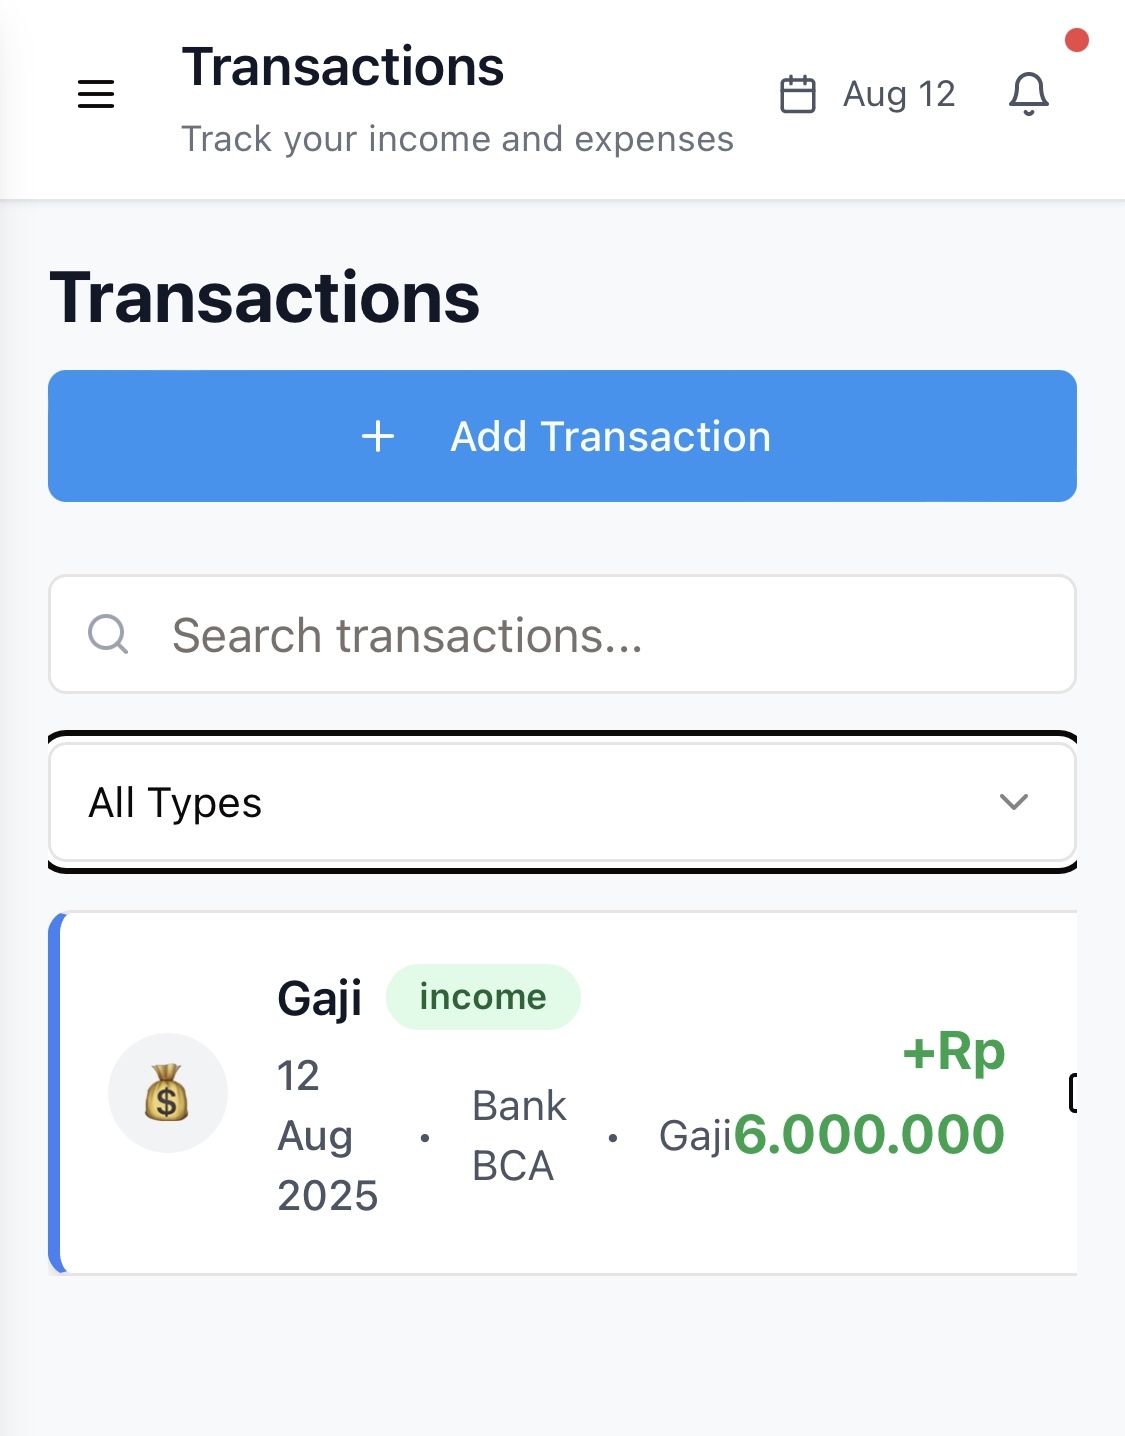 Transactions
Track your income and expenses
Aug 12
Transactions
Add Transaction
Search transactions...
All Types
Gaji
income
12
Aug
2025
•
Bank
BCA
•
Gaji
+Rp
6.000.000